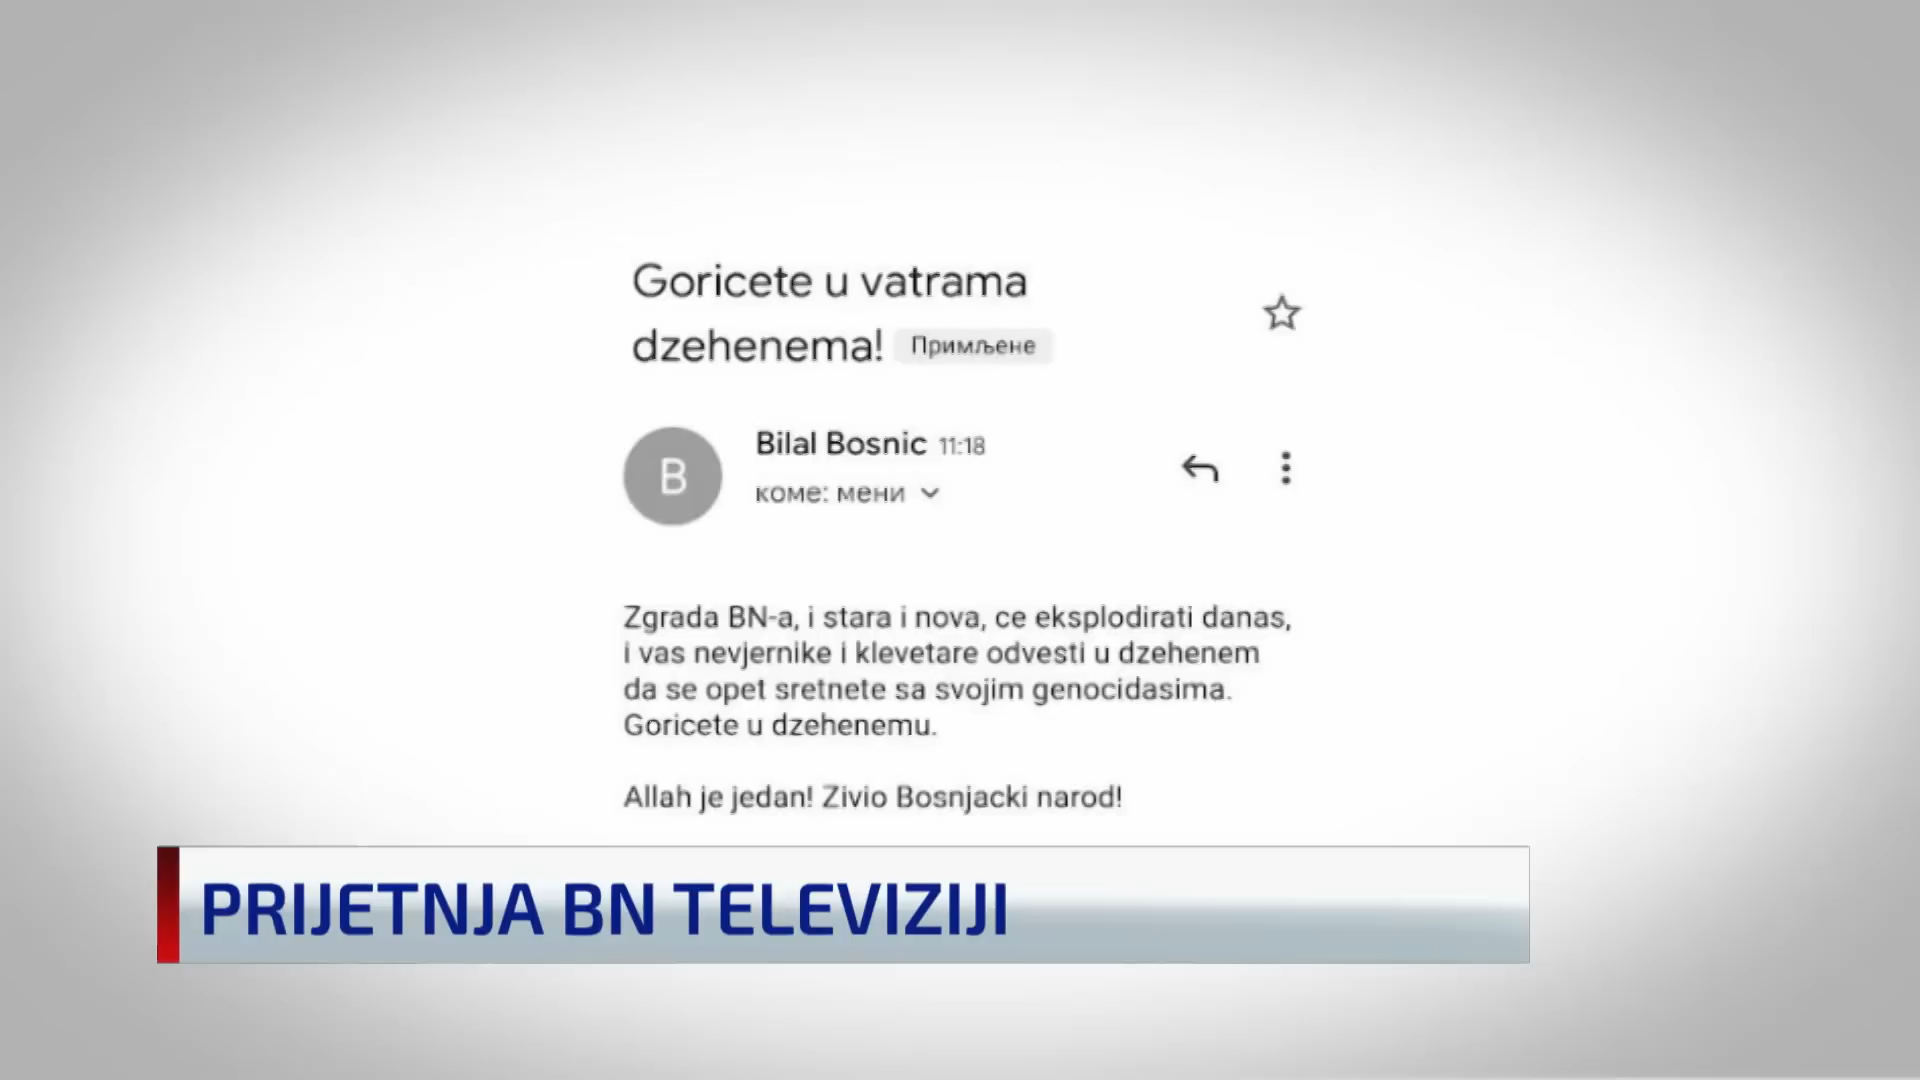 Goricete u vatrama
dzehenema! Примљене
B
Bilal Bosnic 11:18
коме: мени
Zgrada BN-a, i stara i nova, ce eksplodirati danas,
i vas nevjernike i klevetare odvesti u dzehenem
da se opet sretnete sa svojim genocidasima.
Goricete u dzehenemu.
Allah je jedan! Zivio Bosnjacki narod!
PRIJETNJA BN TELEVIZIJI